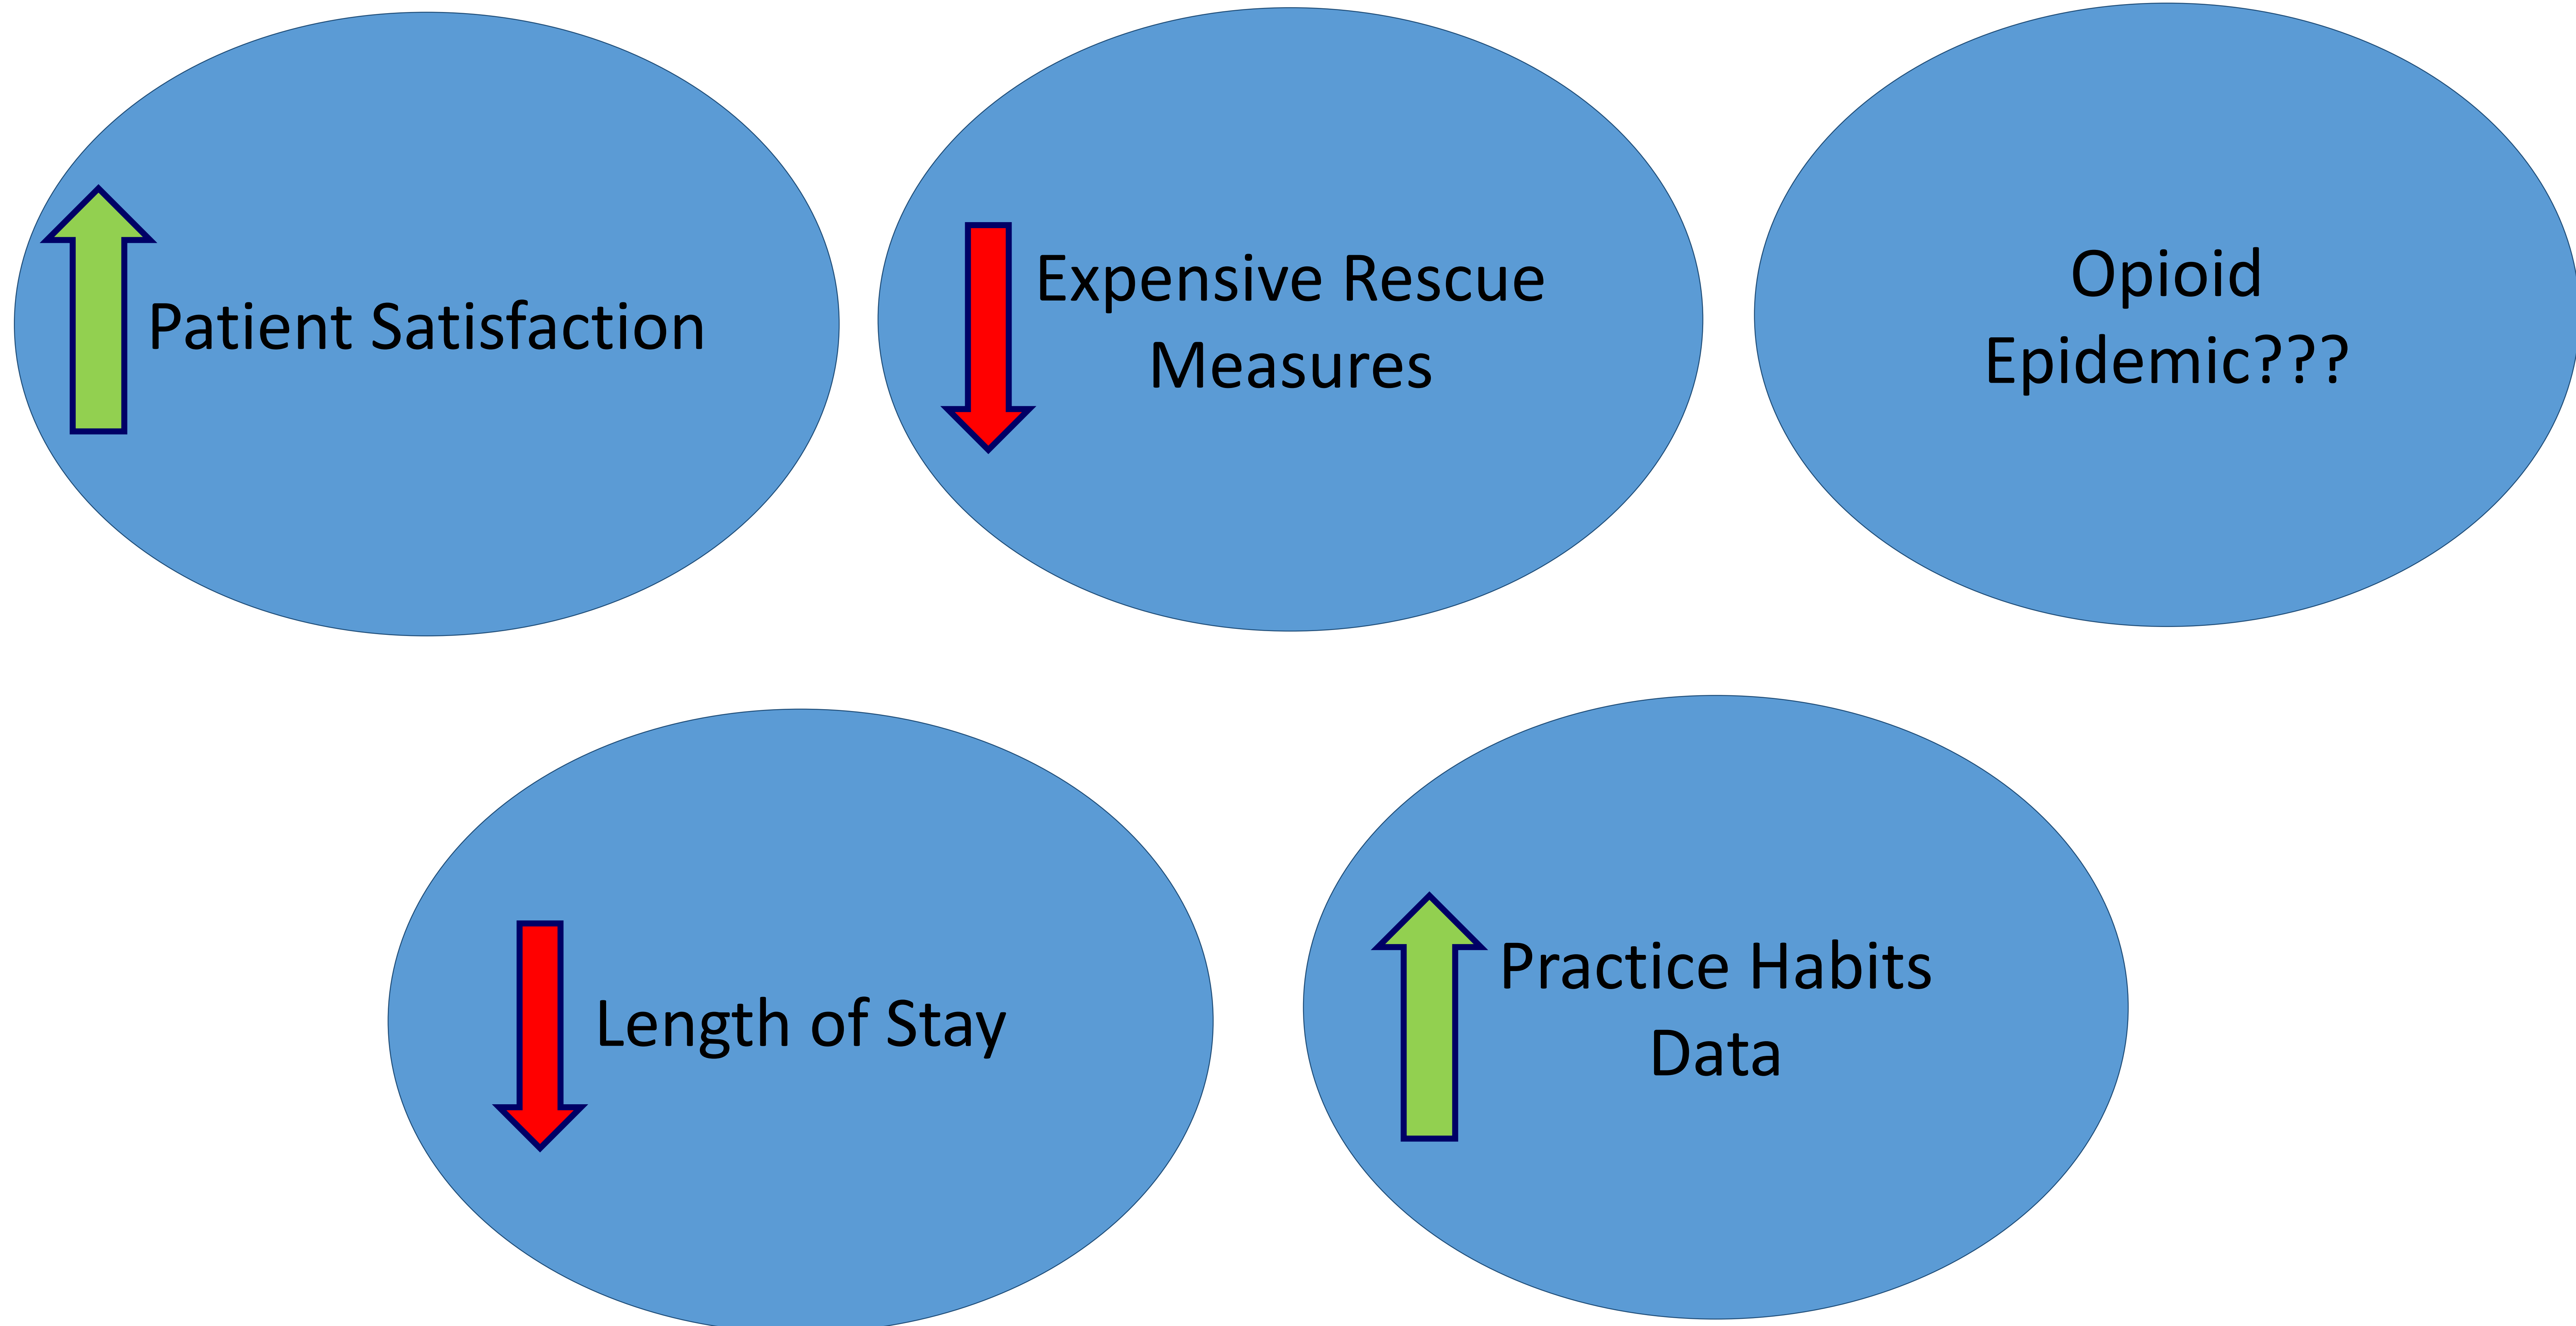 Patient Satisfaction
Expensive Rescue
Measures
Opioid
Epidemic???
Length of Stay
Practice Habits
Data